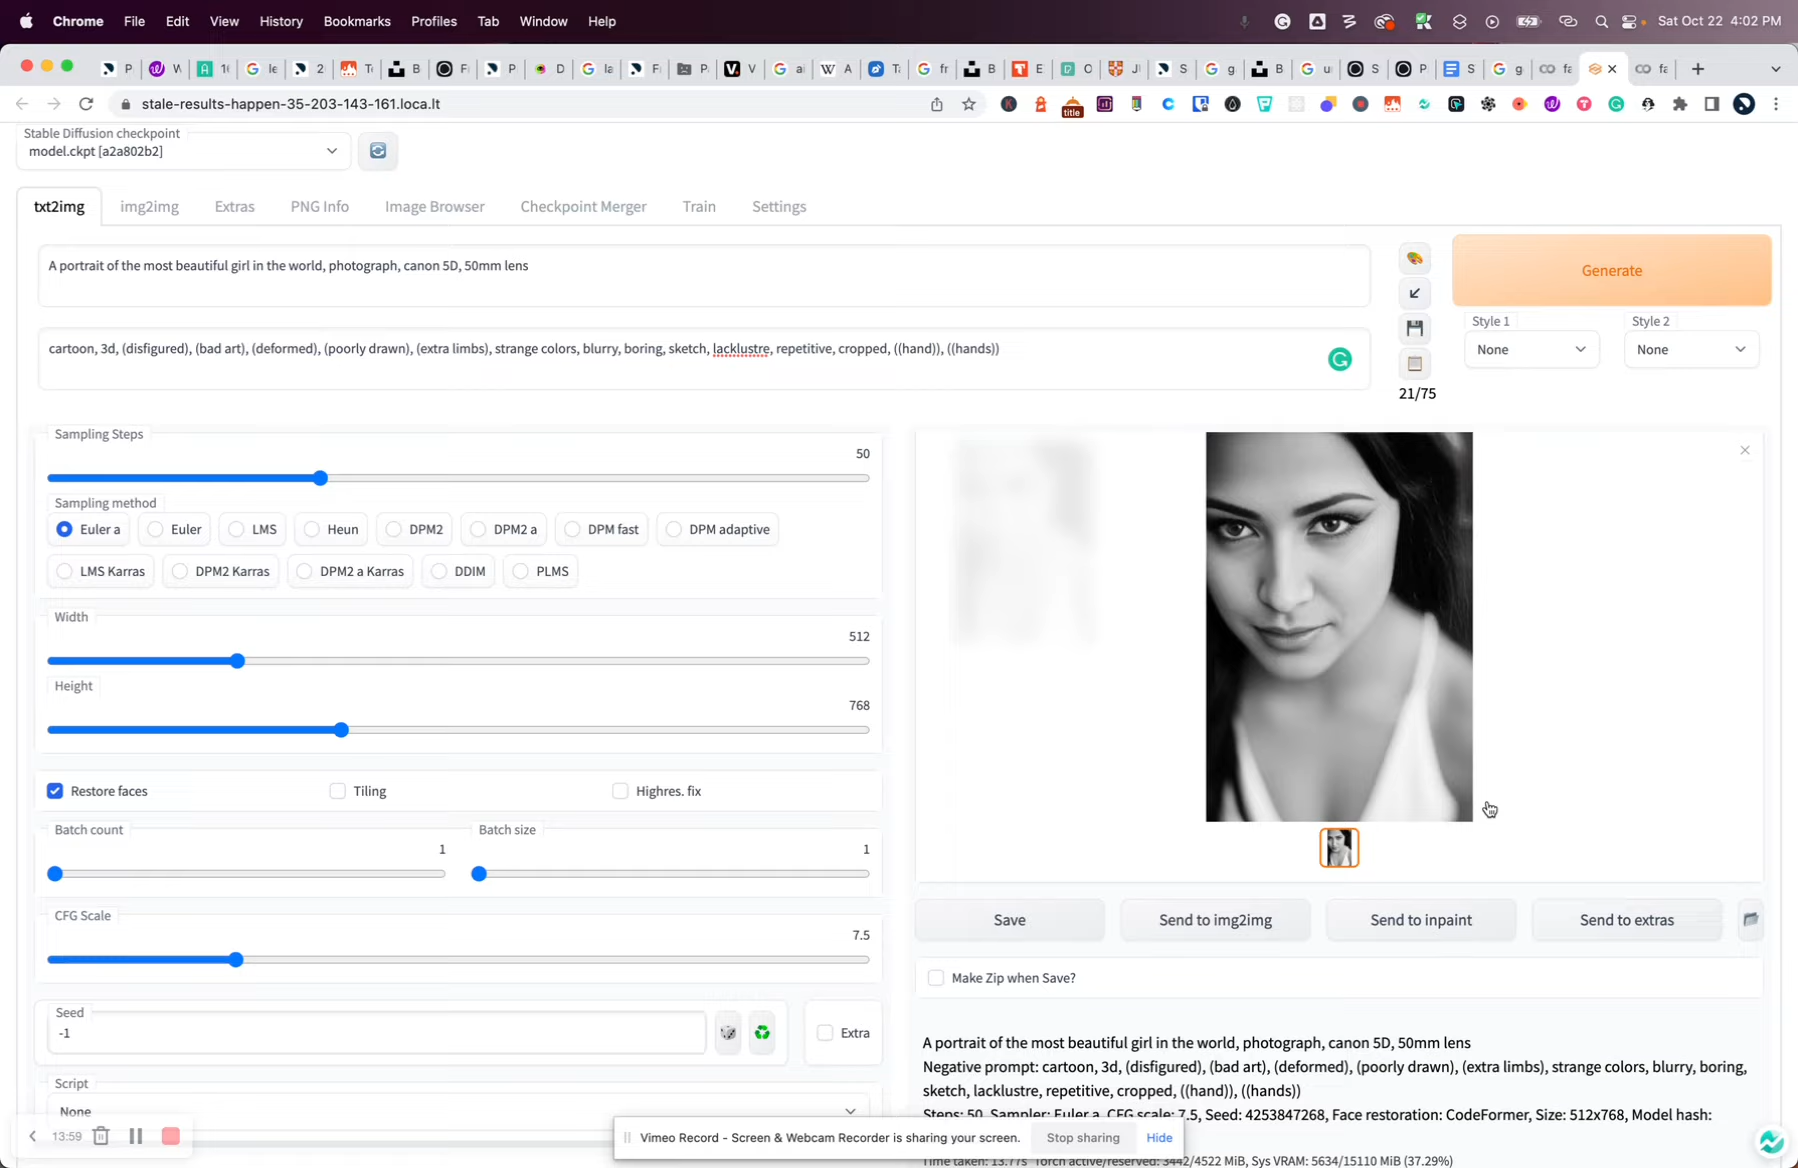 Chrome File Edit View History Bookmarks Profiles Tab Window Help Sat Oct 22 4:02 PM
stale-results-happen-35-203-143-161.loca.lt
title
Stable Diffusion checkpoint
model.ckpt [a2a802b2]
txt2img img2img Extras PNG Info Image Browser Checkpoint Merger Train Settings
A portrait of the most beautiful girl in the world, photograph, canon 5D, 50mm lens
Generate
Style 1 Style 2
None None
cartoon, 3d, (disfigured), (bad art), (deformed), (poorly drawn), (extra limbs), strange colors, blurry, boring, sketch, lacklustre, repetitive, cropped, ((hand)), ((hands))
21/75
Sampling Steps
50
Sampling method
Euler a Euler LMS Heun DPM2 DPM2 a DPM fast DPM adaptive
LMS Karras DPM2 Karras DPM2 a Karras DDIM PLMS
Width
512
Height
768
Restore faces Tiling Highres. fix
Batch count Batch size
1 1
CFG Scale
7.5
Seed
-1
Extra
Script
None
Save Send to img2img Send to inpaint Send to extras
Make Zip when Save?
A portrait of the most beautiful girl in the world, photograph, canon 5D, 50mm lens
Negative prompt: cartoon, 3d, (disfigured), (bad art), (deformed), (poorly drawn), (extra limbs), strange colors, blurry, boring,
sketch, lacklustre, repetitive, cropped, ((hand)), ((hands))
Steps: 50, Sampler: Euler a, CFG scale: 7.5, Seed: 4253847268, Face restoration: CodeFormer, Size: 512x768, Model hash:
13:59
Vimeo Record - Screen & Webcam Recorder is sharing your screen. Stop sharing Hide
Time taken: 13.77s Torch active/reserved: 3442/4522 MiB, Sys VRAM: 5634/15110 MiB (37.29%)